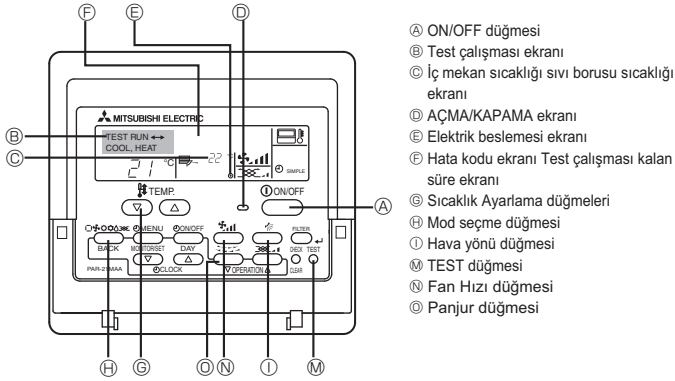 Ⓕ
Ⓔ
Ⓓ
Ⓑ
Ⓒ
MITSUBISHI ELECTRIC
TEST RUN ↔
COOL, HEAT
21 °C
22 °C
SIMPLE
TEMP.
ON/OFF
Ⓐ
MENU
ON/OFF
FILTER
BACK
MONITOR/SET
DAY
CHECK
TEST
PAR-21MAA
CLOCK
▽ OPERATION △
CLEAR
Ⓗ
Ⓖ
Ⓞ
Ⓝ
Ⓘ
Ⓜ
Ⓐ ON/OFF düğmesi
Ⓑ Test çalışması ekranı
Ⓒ İç mekan sıcaklığı sıvı borusu sıcaklığı
ekranı
Ⓓ AÇMA/KAPAMA ekranı
Ⓔ Elektrik beslemesi ekranı
Ⓕ Hata kodu ekranı Test çalışması kalan
süre ekranı
Ⓖ Sıcaklık Ayarlama düğmeleri
Ⓗ Mod seçme düğmesi
Ⓘ Hava yönü düğmesi
Ⓜ TEST düğmesi
Ⓝ Fan Hızı düğmesi
Ⓞ Panjur düğmesi